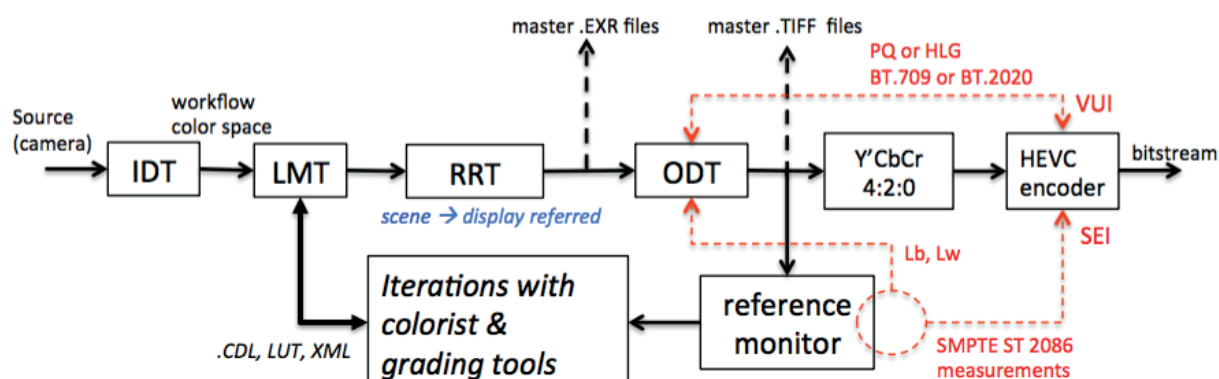 master .EXR files
master .TIFF files
PQ or HLG
BT.709 or BT.2020
VUI
Source
(camera)
workflow
color space
IDT
LMT
RRT
ODT
Y'CbCr
4:2:0
HEVC
encoder
bitstream
scene → display referred
SEI
Lb, Lw
Iterations with
colorist &
grading tools
reference
monitor
.CDL, LUT, XML
SMPTE ST 2086
measurements